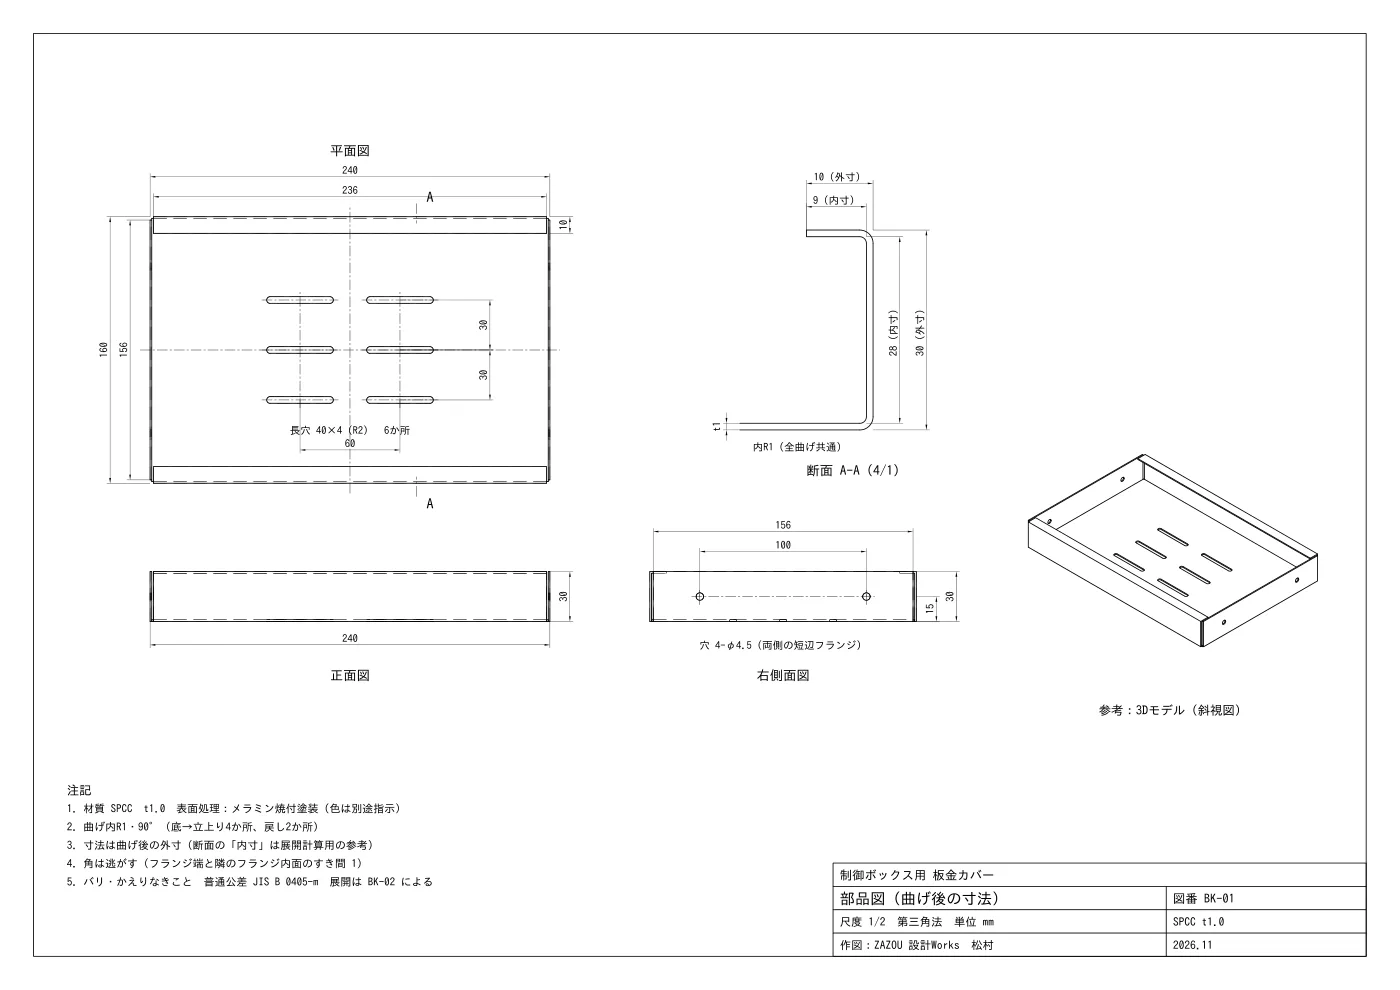 平面図
240
236
A
10
160
156
30
30
長穴 40×4 (R2) 6か所
60
A
10 (外寸)
9 (内寸)
28 (内寸)
30 (外寸)
t1
内R1 (全曲げ共通)
断面 A-A (4/1)
30
240
正面図
156
100
15
30
穴 4-φ4.5 (両側の短辺フランジ)
右側面図
参考：3Dモデル (斜視図)
注記
1. 材質 SPCC t1.0 表面処理：メラミン焼付塗装 (色は別途指示)
2. 曲げ内R1・90° (底→立上り4か所、戻し2か所)
3. 寸法は曲げ後の外寸 (断面の「内寸」は展開計算用の参考)
4. 角は逃がす (フランジ端と隣のフランジ内面のすき間 1)
5. バリ・かえりなきこと 普通公差 JIS B 0405-m 展開は BK-02 による
制御ボックス用 板金カバー
部品図 (曲げ後の寸法)
図番 BK-01
尺度 1/2 第三角法 単位 mm
SPCC t1.0
作図：ZAZOU 設計Works 松村
2026.11